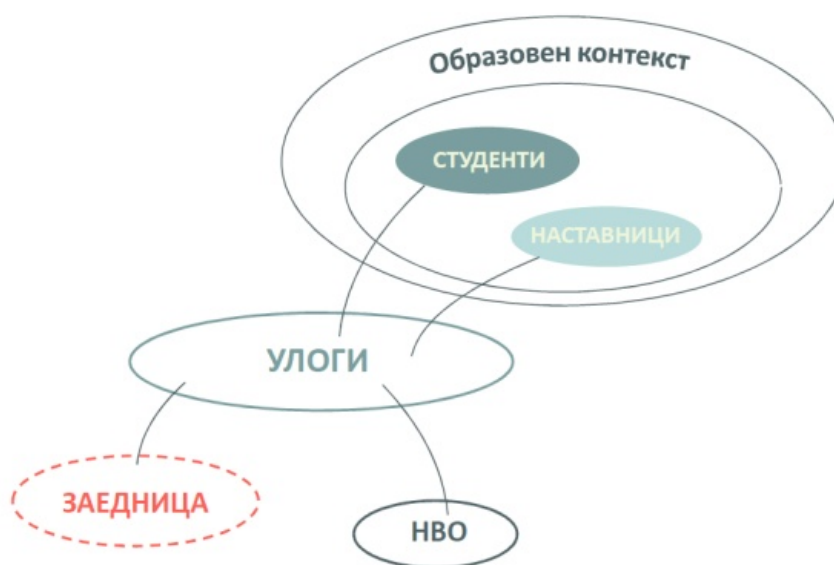 Образовен контекст
СТУДЕНТИ
НАСТАВНИЦИ
УЛОГИ
ЗАЕДНИЦА
НВО